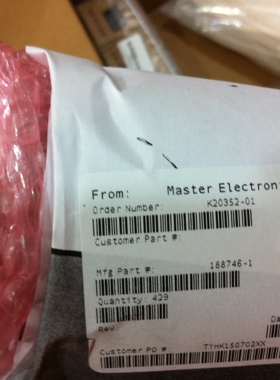 From: Master Electron
Order Number: K20352-01
Customer Part #:
Mfg Part #: 188746-1
Quantity: 429
Rev:
Da
Customer PO # TYHK150702XX